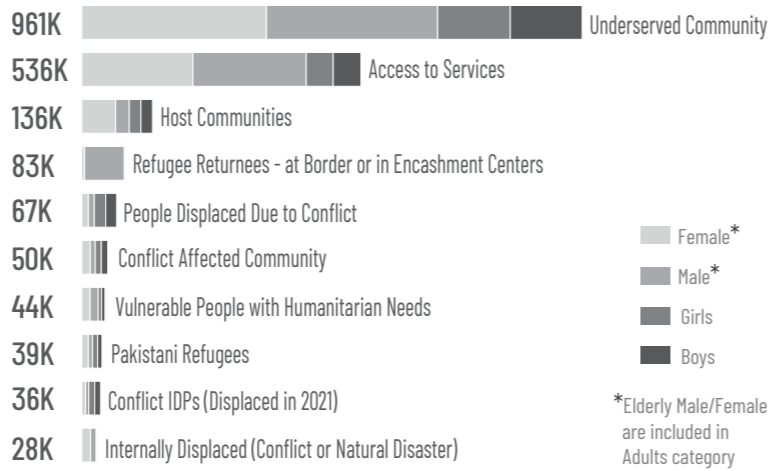 961K Underserved Community
536K Access to Services
136K Host Communities
83K Refugee Returnees - at Border or in Encashment Centers
67K People Displaced Due to Conflict
50K Conflict Affected Community
44K Vulnerable People with Humanitarian Needs
39K Pakistani Refugees
36K Conflict IDPs (Displaced in 2021)
28K Internally Displaced (Conflict or Natural Disaster)
Female*
Male*
Girls
Boys
*Elderly Male/Female
are included in
Adults category